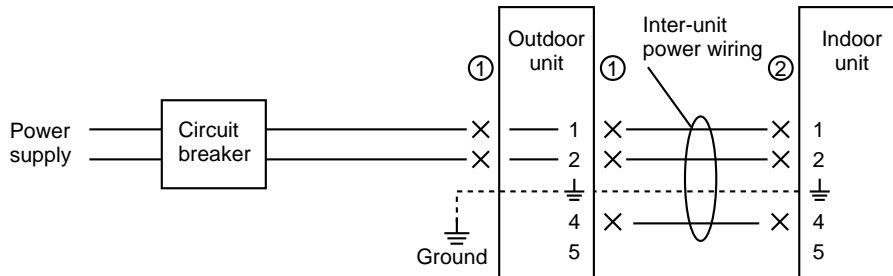 Inter-unit
power wiring
Outdoor
unit
Indoor
unit
① ① ②
Power
supply
Circuit
breaker
1 1
2 2
4 4
5 5
Ground